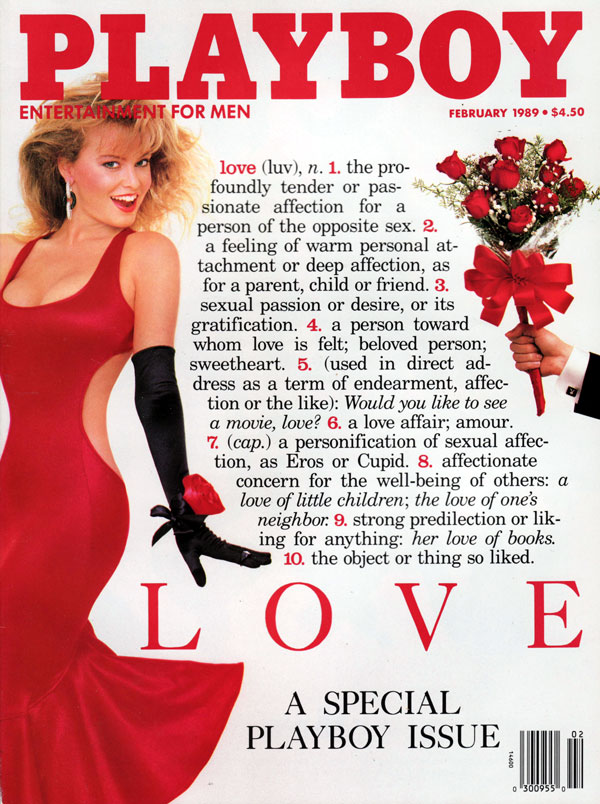 PLAYBOY
ENTERTAINMENT FOR MEN
FEBRUARY 1989 • $4.50
love (luv), n. 1. the pro-
foundly tender or pas-
sionate affection for a
person of the opposite sex. 2.
a feeling of warm personal at-
tachment or deep affection, as
for a parent, child or friend. 3.
sexual passion or desire, or its
gratification. 4. a person toward
whom love is felt; beloved person;
sweetheart. 5. (used in direct ad-
dress as a term of endearment, affec-
tion or the like): Would you like to see
a movie, love? 6. a love affair; amour.
7. (cap.) a personification of sexual affec-
tion, as Eros or Cupid. 8. affectionate
concern for the well-being of others: a
love of little children; the love of one's
neighbor. 9. strong predilection or lik-
ing for anything: her love of books.
10. the object or thing so liked.
LOVE
A SPECIAL
PLAYBOY ISSUE
02
14600
0 300955 0